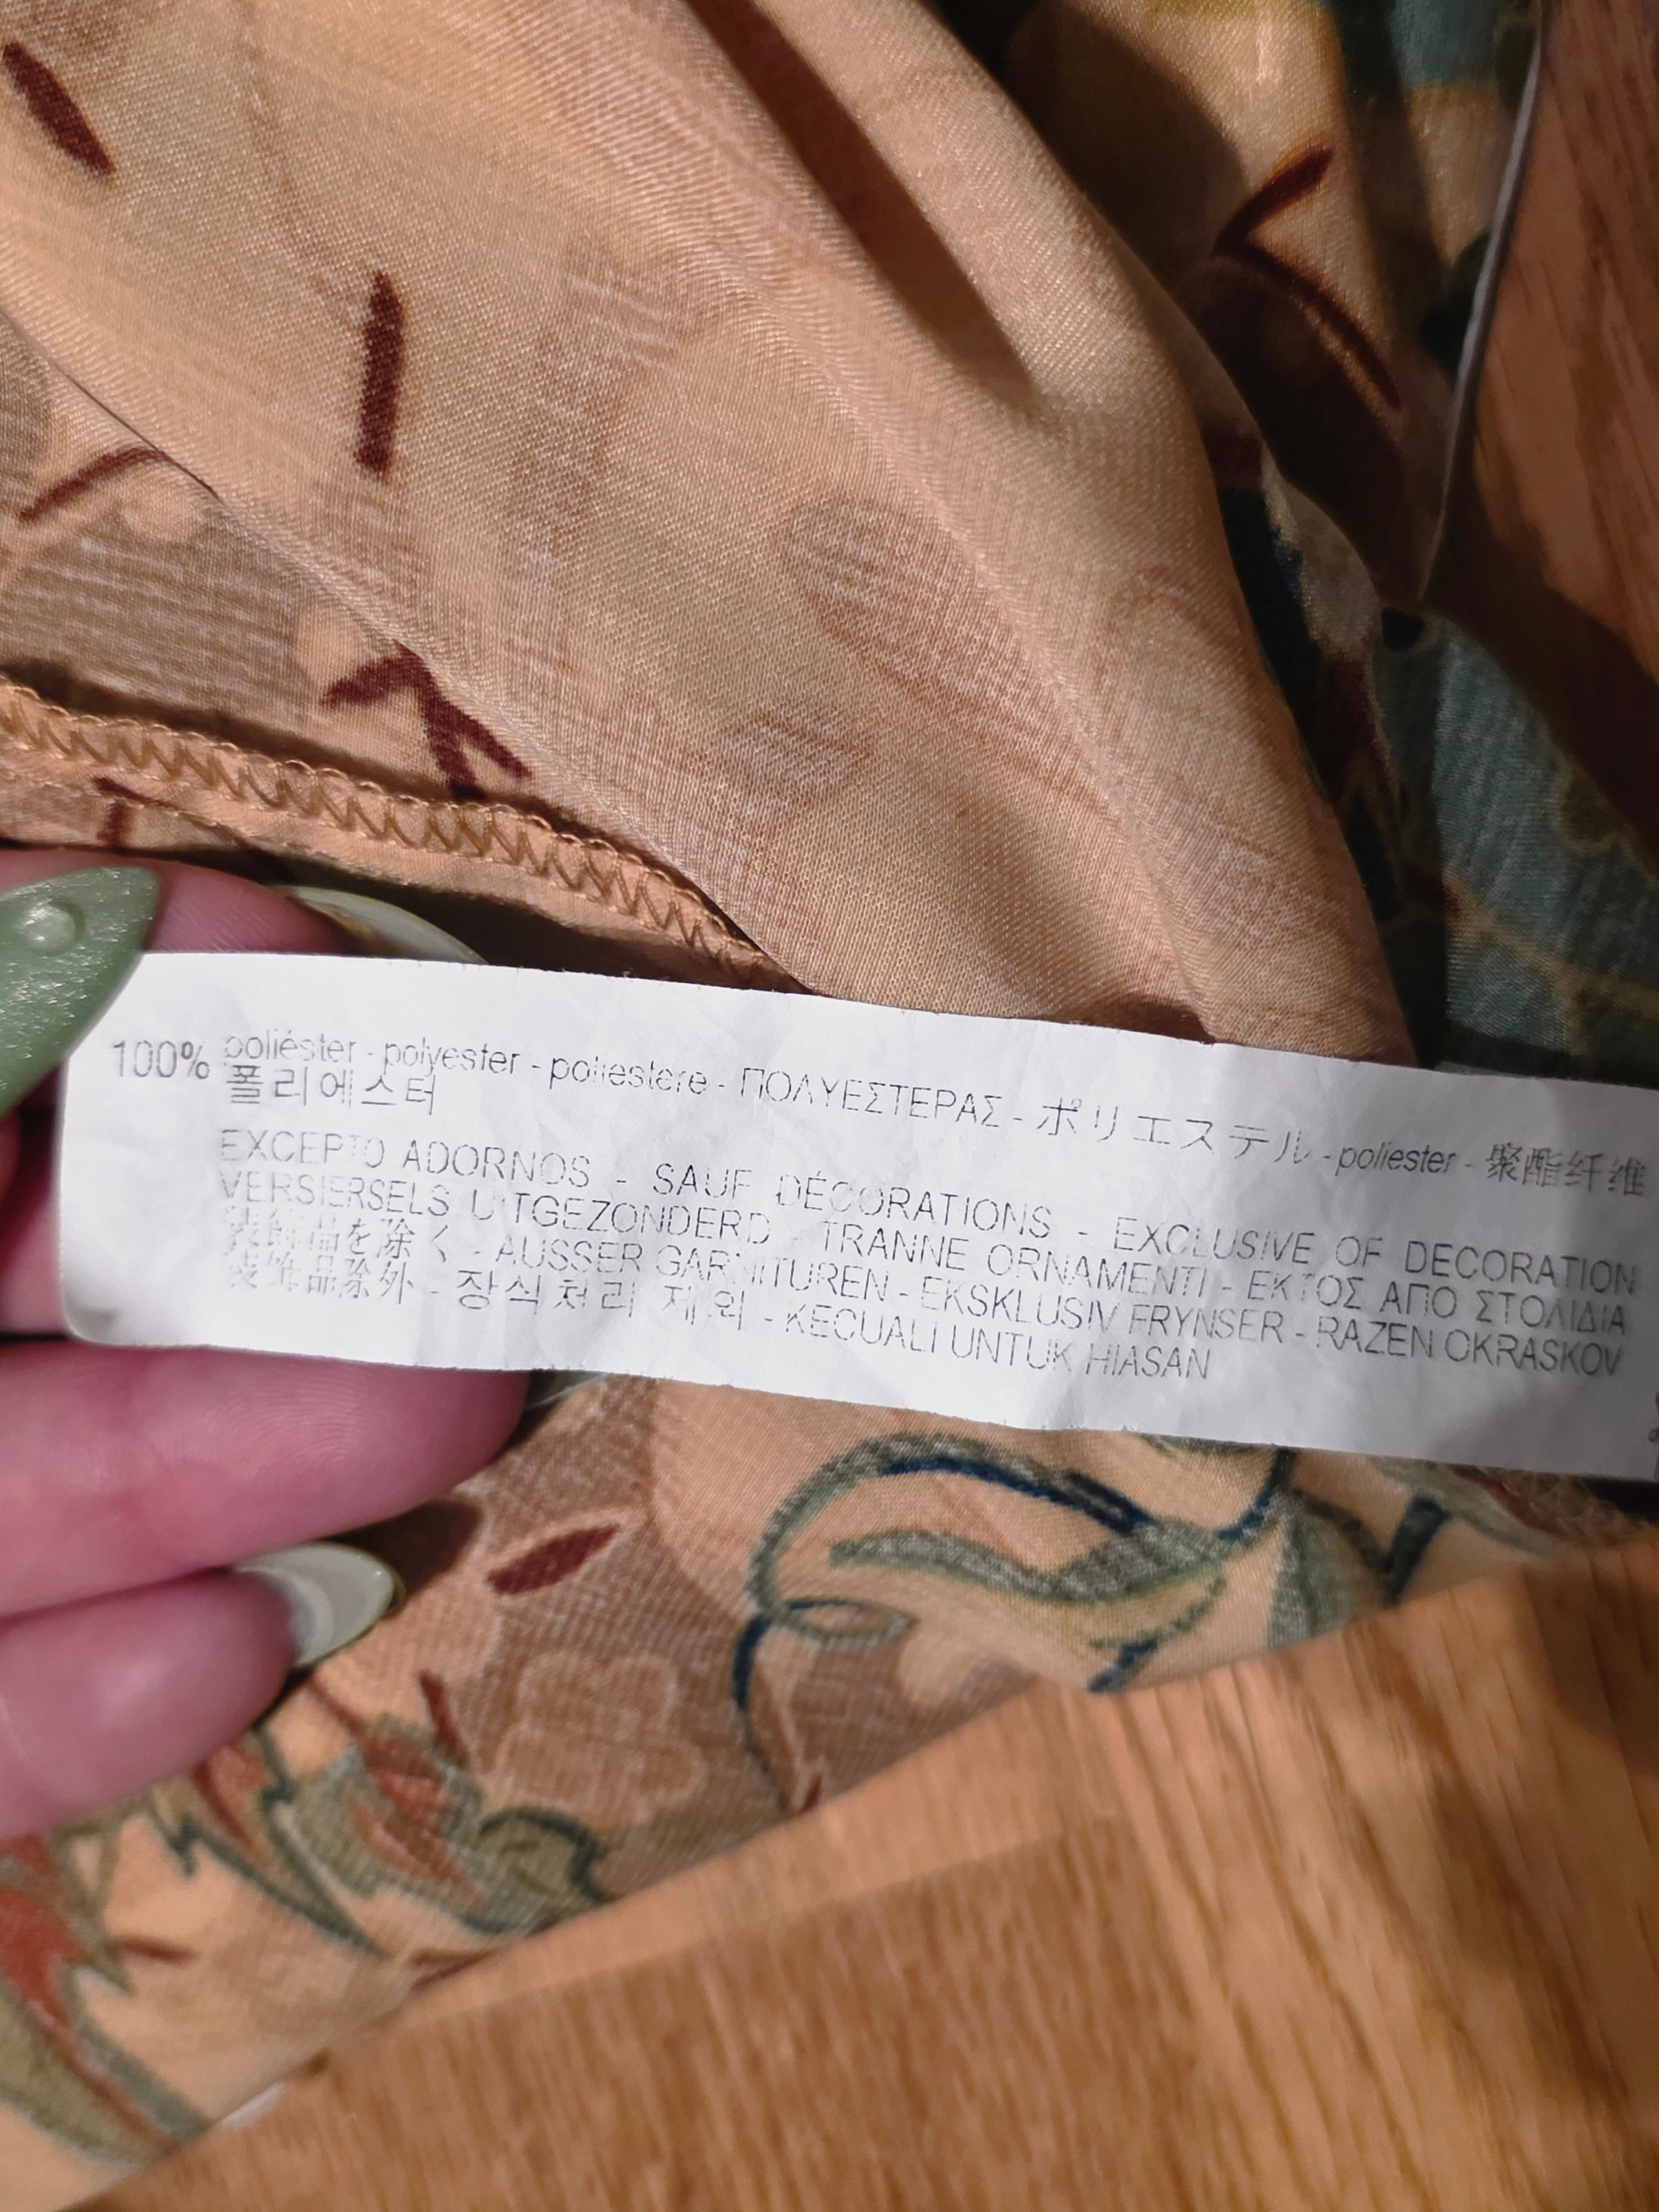 100% poliéster - polyester - poliestere - ΠΟΛΥΕΣΤΕΡΑΣ - ポリエステル - poliester - 聚酯纤维
폴리에스터
EXCEPTO ADORNOS - SAUF DÉCORATIONS - EXCLUSIVE OF DECORATION
VERSIERSELS UITGEZONDERD - TRANNE ORNAMENTI - ΕΚΤΟΣ ΑΠΟ ΣΤΟΛΙΔΙΑ
装飾品を除く - AUSSER GARNITUREN - EKSKLUSIV FRYNSER - RAZEN OKRASKOV
装饰品除外 - 장식처리 제외 - KECUALI UNTUK HIASAN